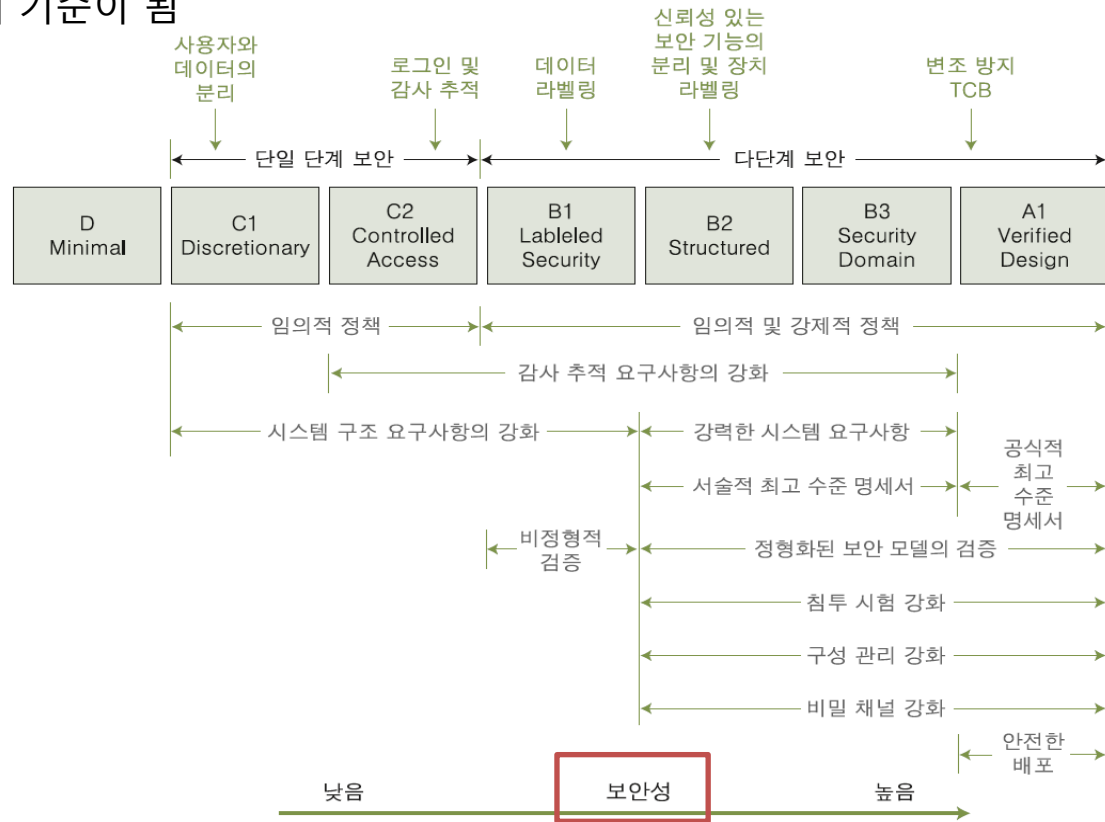 기준이 됨
사용자와
데이터의
분리
로그인 및
감사 추적
데이터
라벨링
신뢰성 있는
보안 기능의
분리 및 장치
라벨링
변조 방지
TCB
단일 단계 보안
다단계 보안
D
Minimal
C1
Discretionary
C2
Controlled
Access
B1
Lableled
Security
B2
Structured
B3
Security
Domain
A1
Verified
Design
임의적 정책
임의적 및 강제적 정책
감사 추적 요구사항의 강화
시스템 구조 요구사항의 강화
강력한 시스템 요구사항
서술적 최고 수준 명세서
공식적
최고
수준
명세서
비정형적
검증
정형화된 보안 모델의 검증
침투 시험 강화
구성 관리 강화
비밀 채널 강화
안전한
배포
낮음
보안성
높음